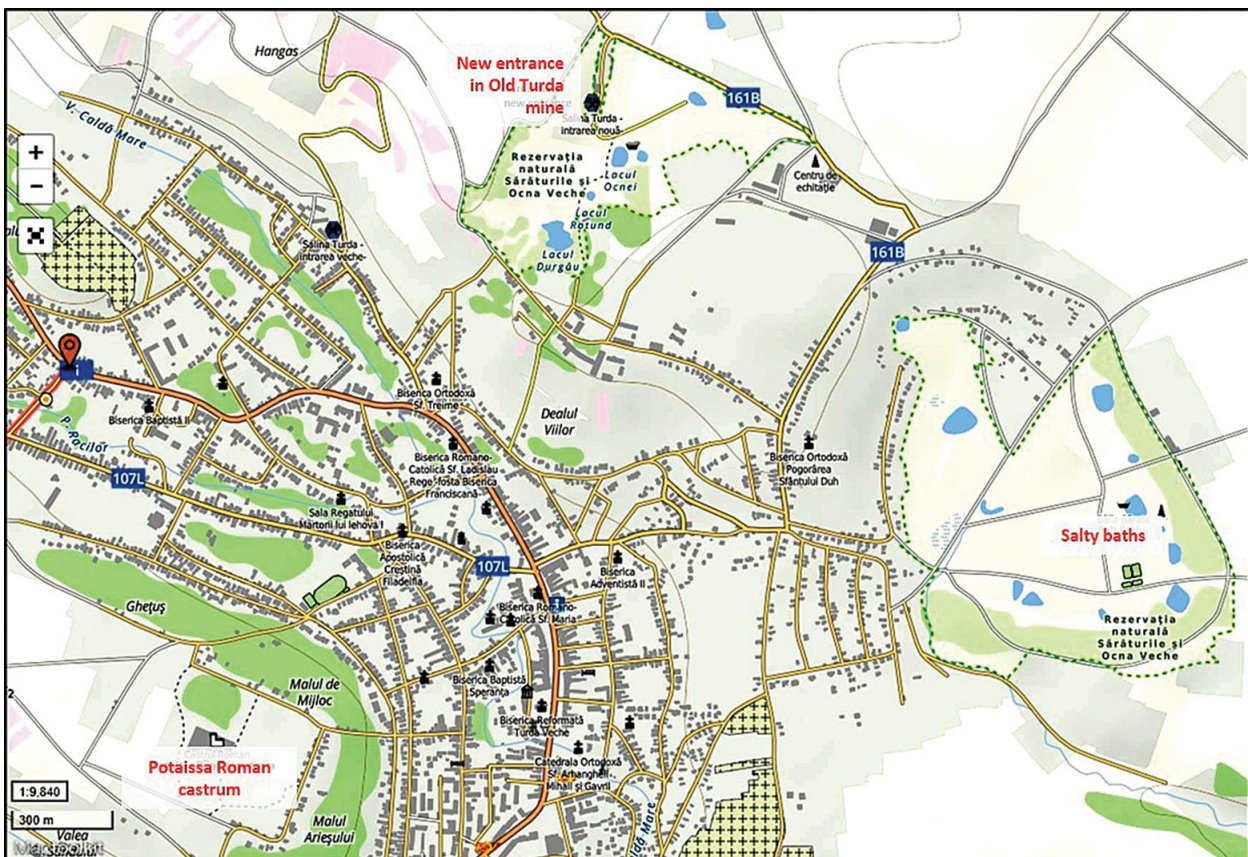 Hangas
New entrance
in Old Turda
mine
new entrance
Salina Turda -
intrarea nouă-
161B
V. Caldă Mare
+
−
Rezervația
naturală
Sărăturile și
Ocna Veche
Lacul
Ocnei
Lacul
Rotund
Lacul
Durgău
Centru de
echitație
Salina Turda -
intrarea veche-
161B
Biserica Baptistă II
P. Racilor
107L
Biserica Ortodoxă
Sf. Treime
Dealul
Viilor
Biserica Romano-
Catolică Sf. Ladislau
Rege -fosta Biserica
Franciscană-
Biserica Ortodoxă
Pogorârea
Sfântului Duh
Sala Regatului
Martorii lui Iehova I
Biserica
Apostolică
Creștină
Filadelfia
107L
Biserica
Adventistă II
Salty baths
Ghețuș
Biserica Romano-
Catolică Sf. Maria
Rezervația
naturală
Sărăturile și
Ocna Veche
Malul de
Mijloc
Biserica Baptistă
Speranța
2
Biserica Reformată
Turda Veche
Potaissa Roman
castrum
Catedrala Ortodoxă
Sf. Arhangheli
Mihail și Gavril
1:9,840
300 m
Malul
Arieșului
Valea